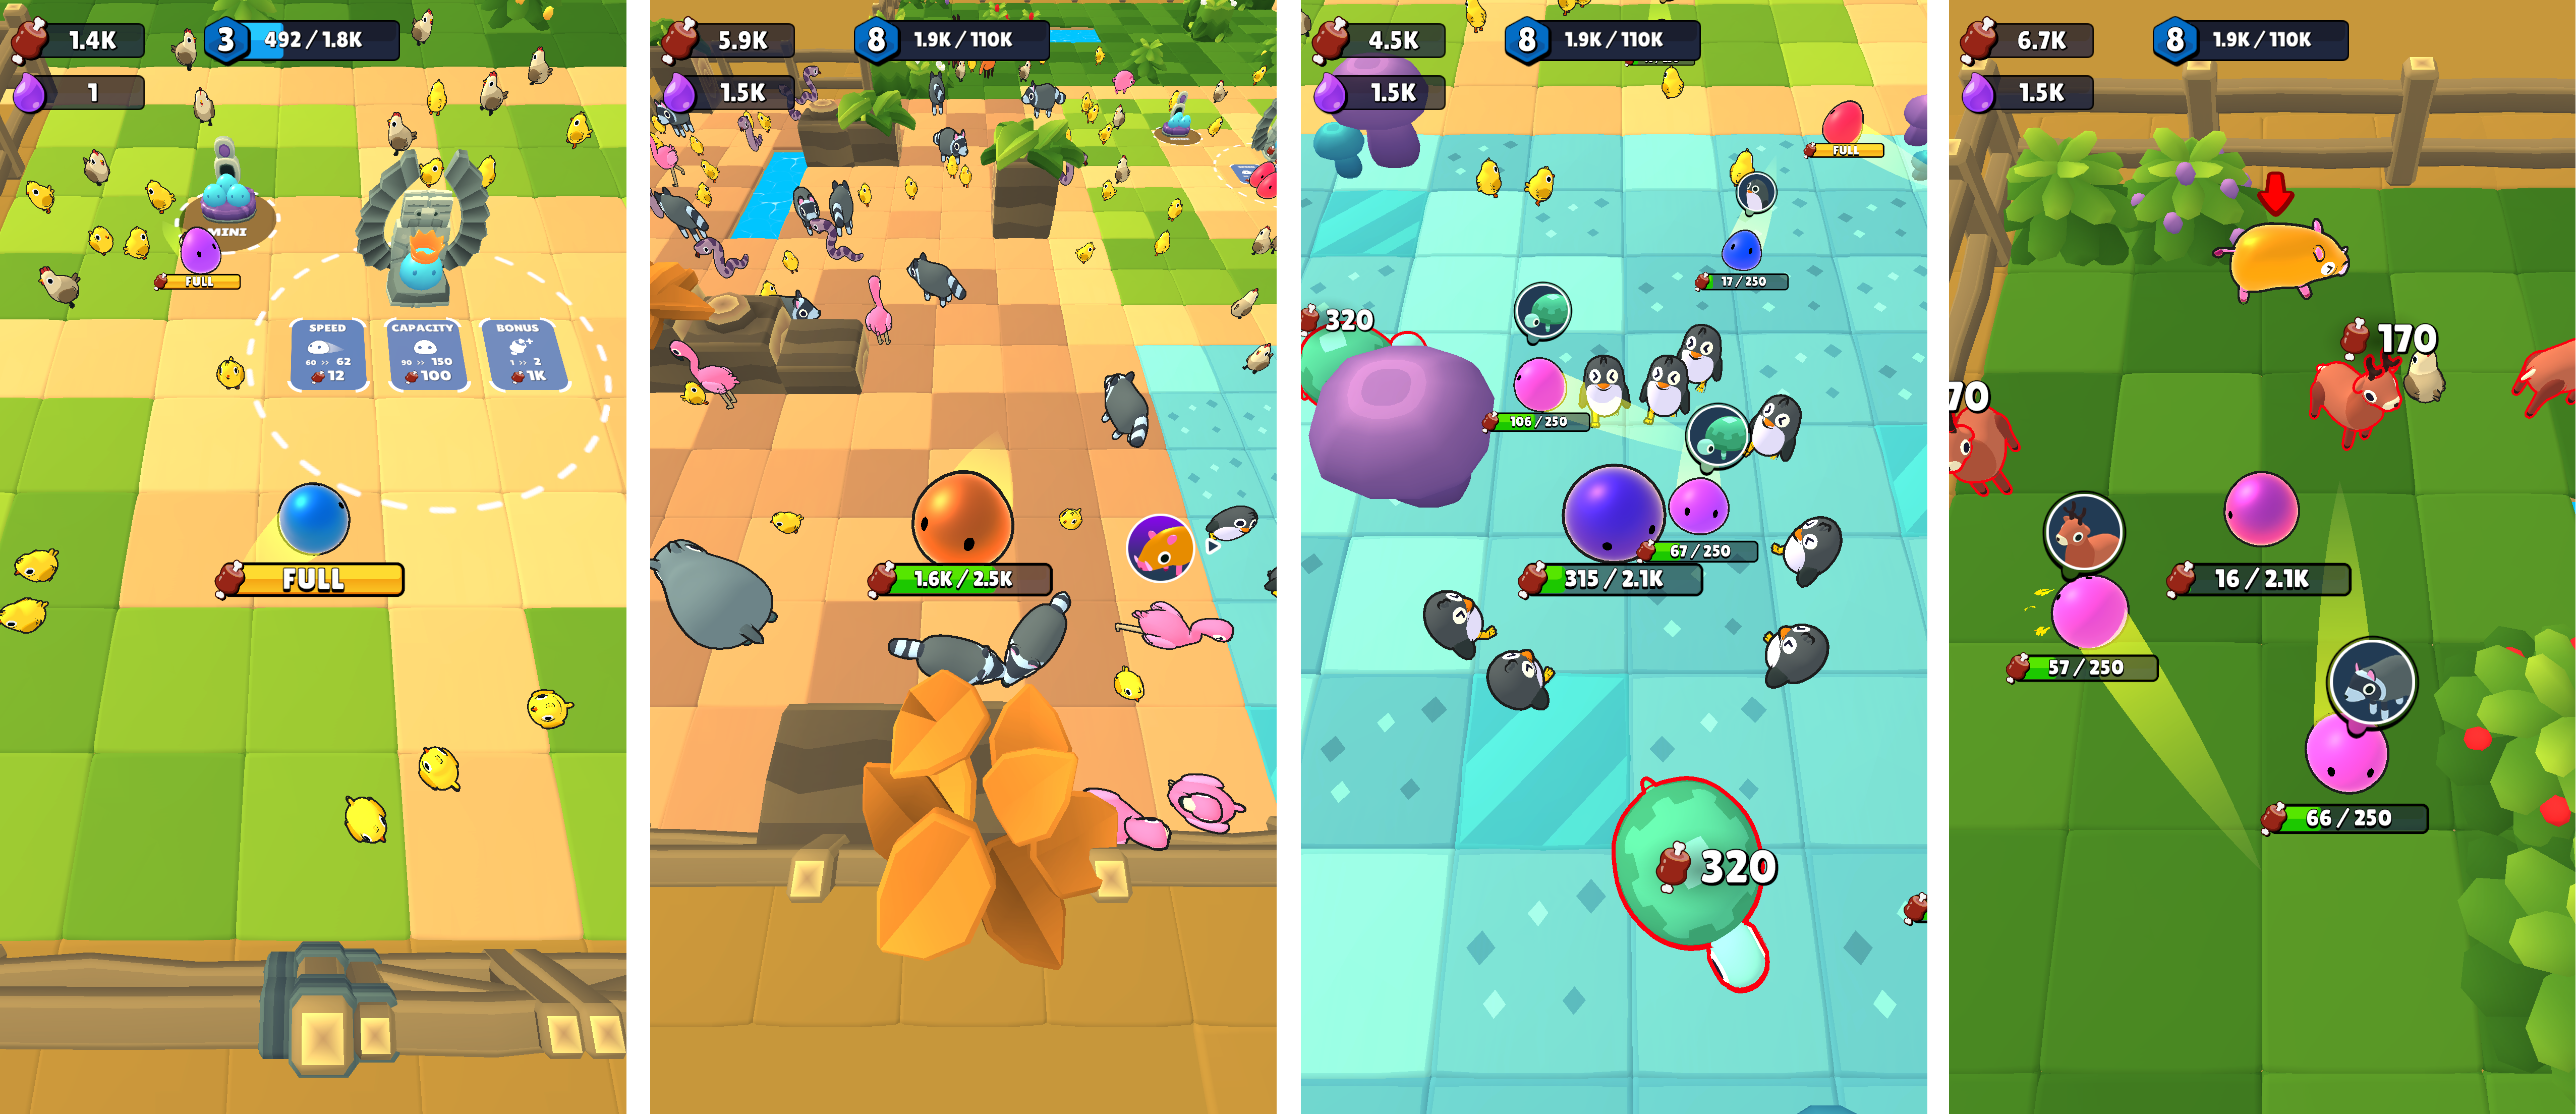 1.4K
3 492 / 1.8K
1
MINI
FULL
SPEED
60 >> 62
12
CAPACITY
90 >> 150
100
BONUS
1 >> 2
1K
FULL
5.9K
8 1.9K / 110K
1.5K
1.6K / 2.5K
4.5K
8 1.9K / 110K
1.5K
FULL
17 / 250
320
106 / 250
67 / 250
315 / 2.1K
320
6.7K
8 1.9K / 110K
1.5K
170
70
16 / 2.1K
57 / 250
66 / 250